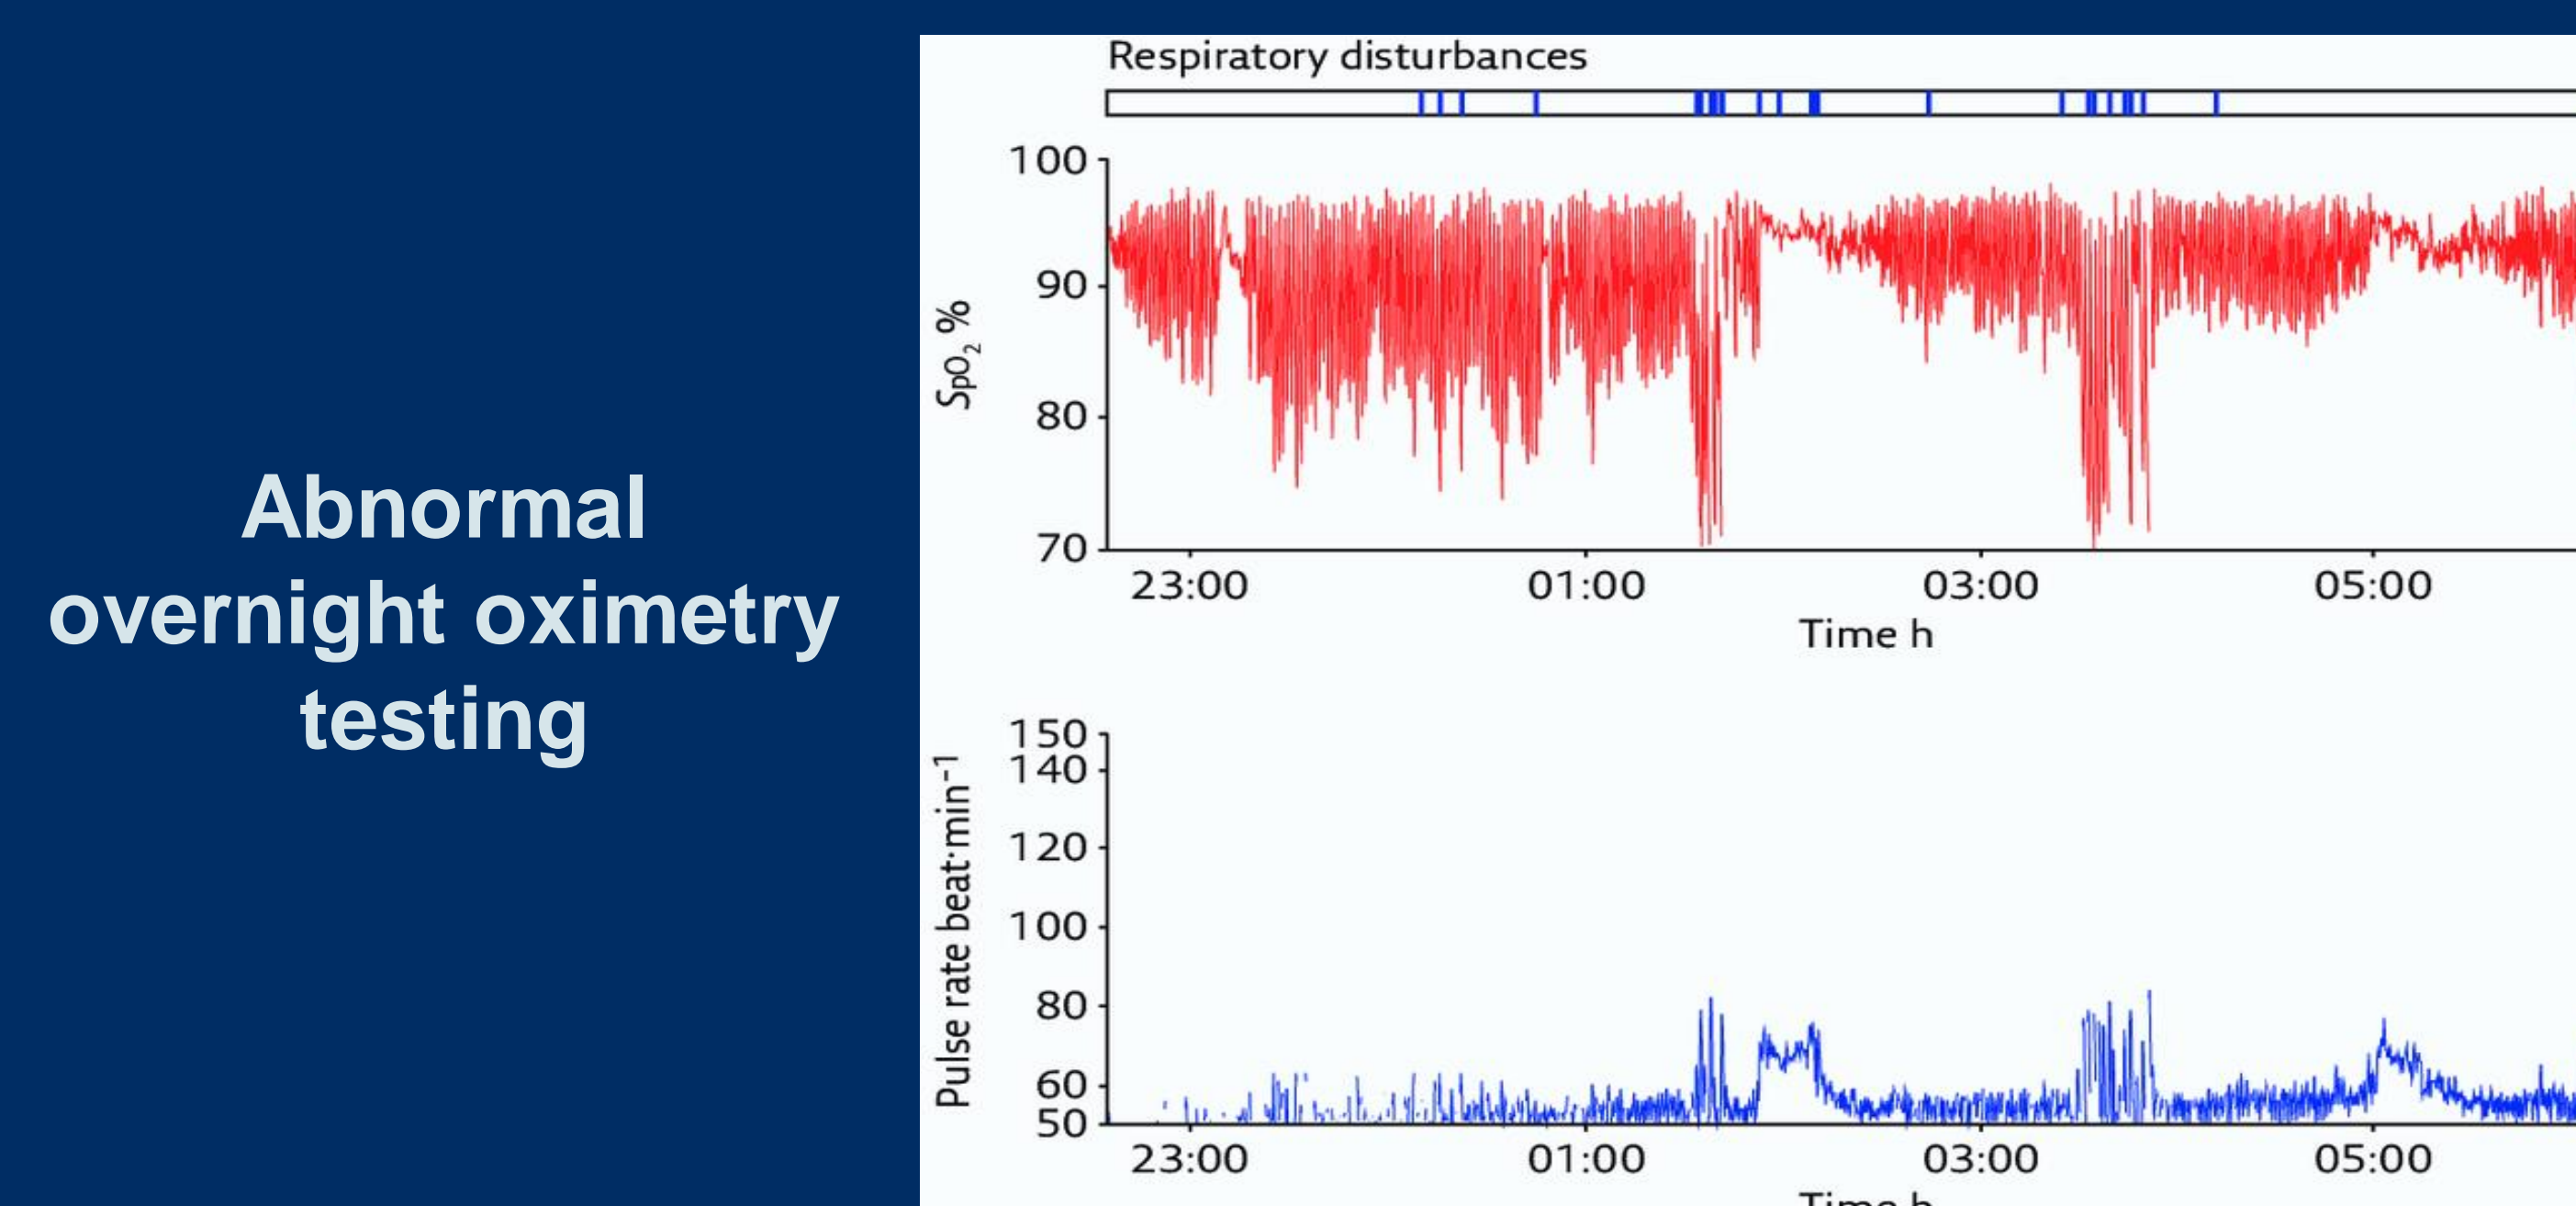 Abnormal
overnight oximetry
testing
Respiratory disturbances
100
90
80
70
SpO₂ %
23:00 01:00 03:00 05:00
Time h
150
140
120
100
80
60
50
Pulse rate beat·min⁻¹
23:00 01:00 03:00 05:00
Time h